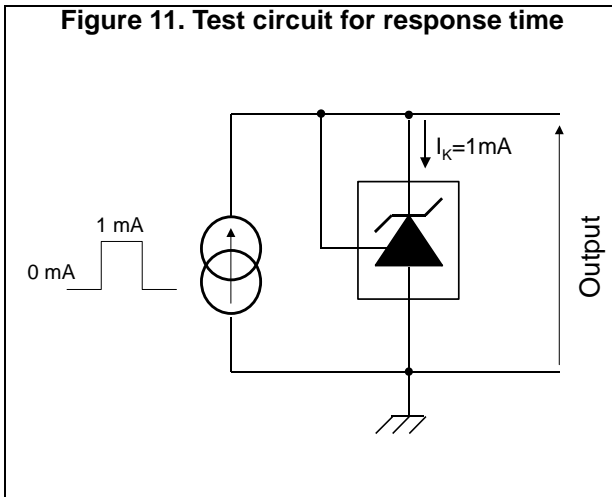 Figure 11. Test circuit for response time
I_K=1mA
1 mA
0 mA
Output